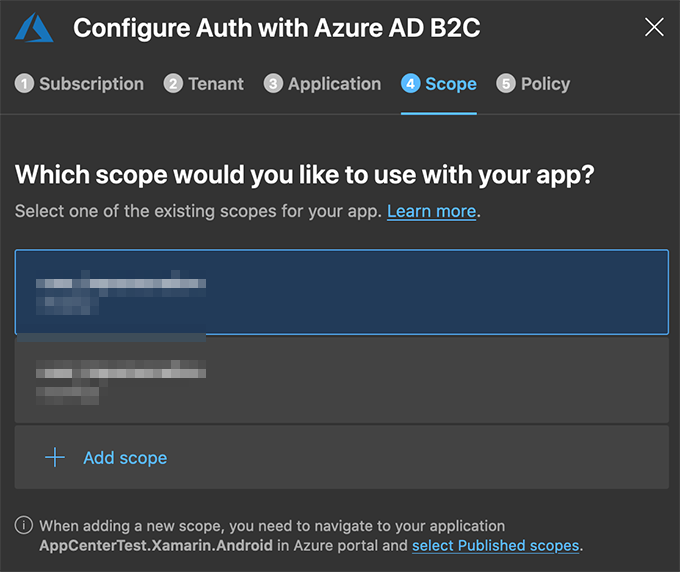 Configure Auth with Azure AD B2C
1 Subscription 2 Tenant 3 Application 4 Scope 5 Policy
Which scope would you like to use with your app?
Select one of the existing scopes for your app. Learn more.
Add scope
When adding a new scope, you need to navigate to your application
AppCenterTest.Xamarin.Android in Azure portal and select Published scopes.